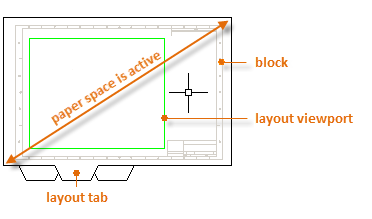 paper space is active
block
layout viewport
layout tab